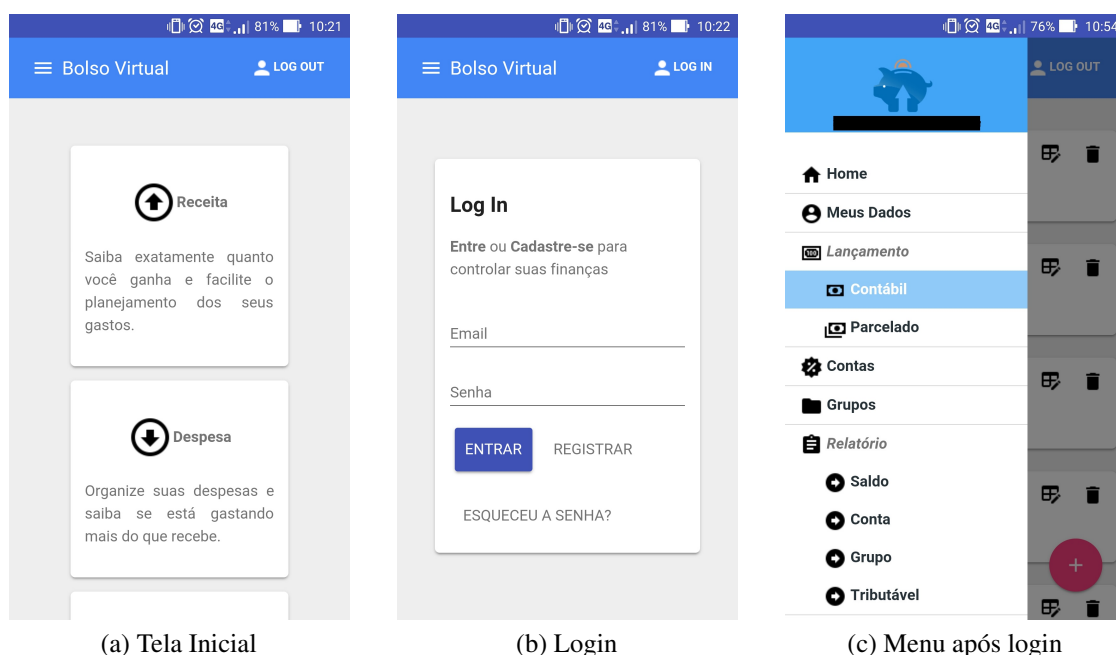 4G 81% 10:21
Bolso Virtual LOG OUT
Receita
Saiba exatamente quanto
você ganha e facilite o
planejamento dos seus
gastos.
Despesa
Organize suas despesas e
saiba se está gastando
mais do que recebe.
(a) Tela Inicial
4G 81% 10:22
Bolso Virtual LOG IN
Log In
Entre ou Cadastre-se para
controlar suas finanças
Email
Senha
ENTRAR REGISTRAR
ESQUECEU A SENHA?
(b) Login
4G 76% 10:54
LOG OUT
Home
Meus Dados
Lançamento
Contábil
Parcelado
Contas
Grupos
Relatório
Saldo
Conta
Grupo
Tributável
(c) Menu após login